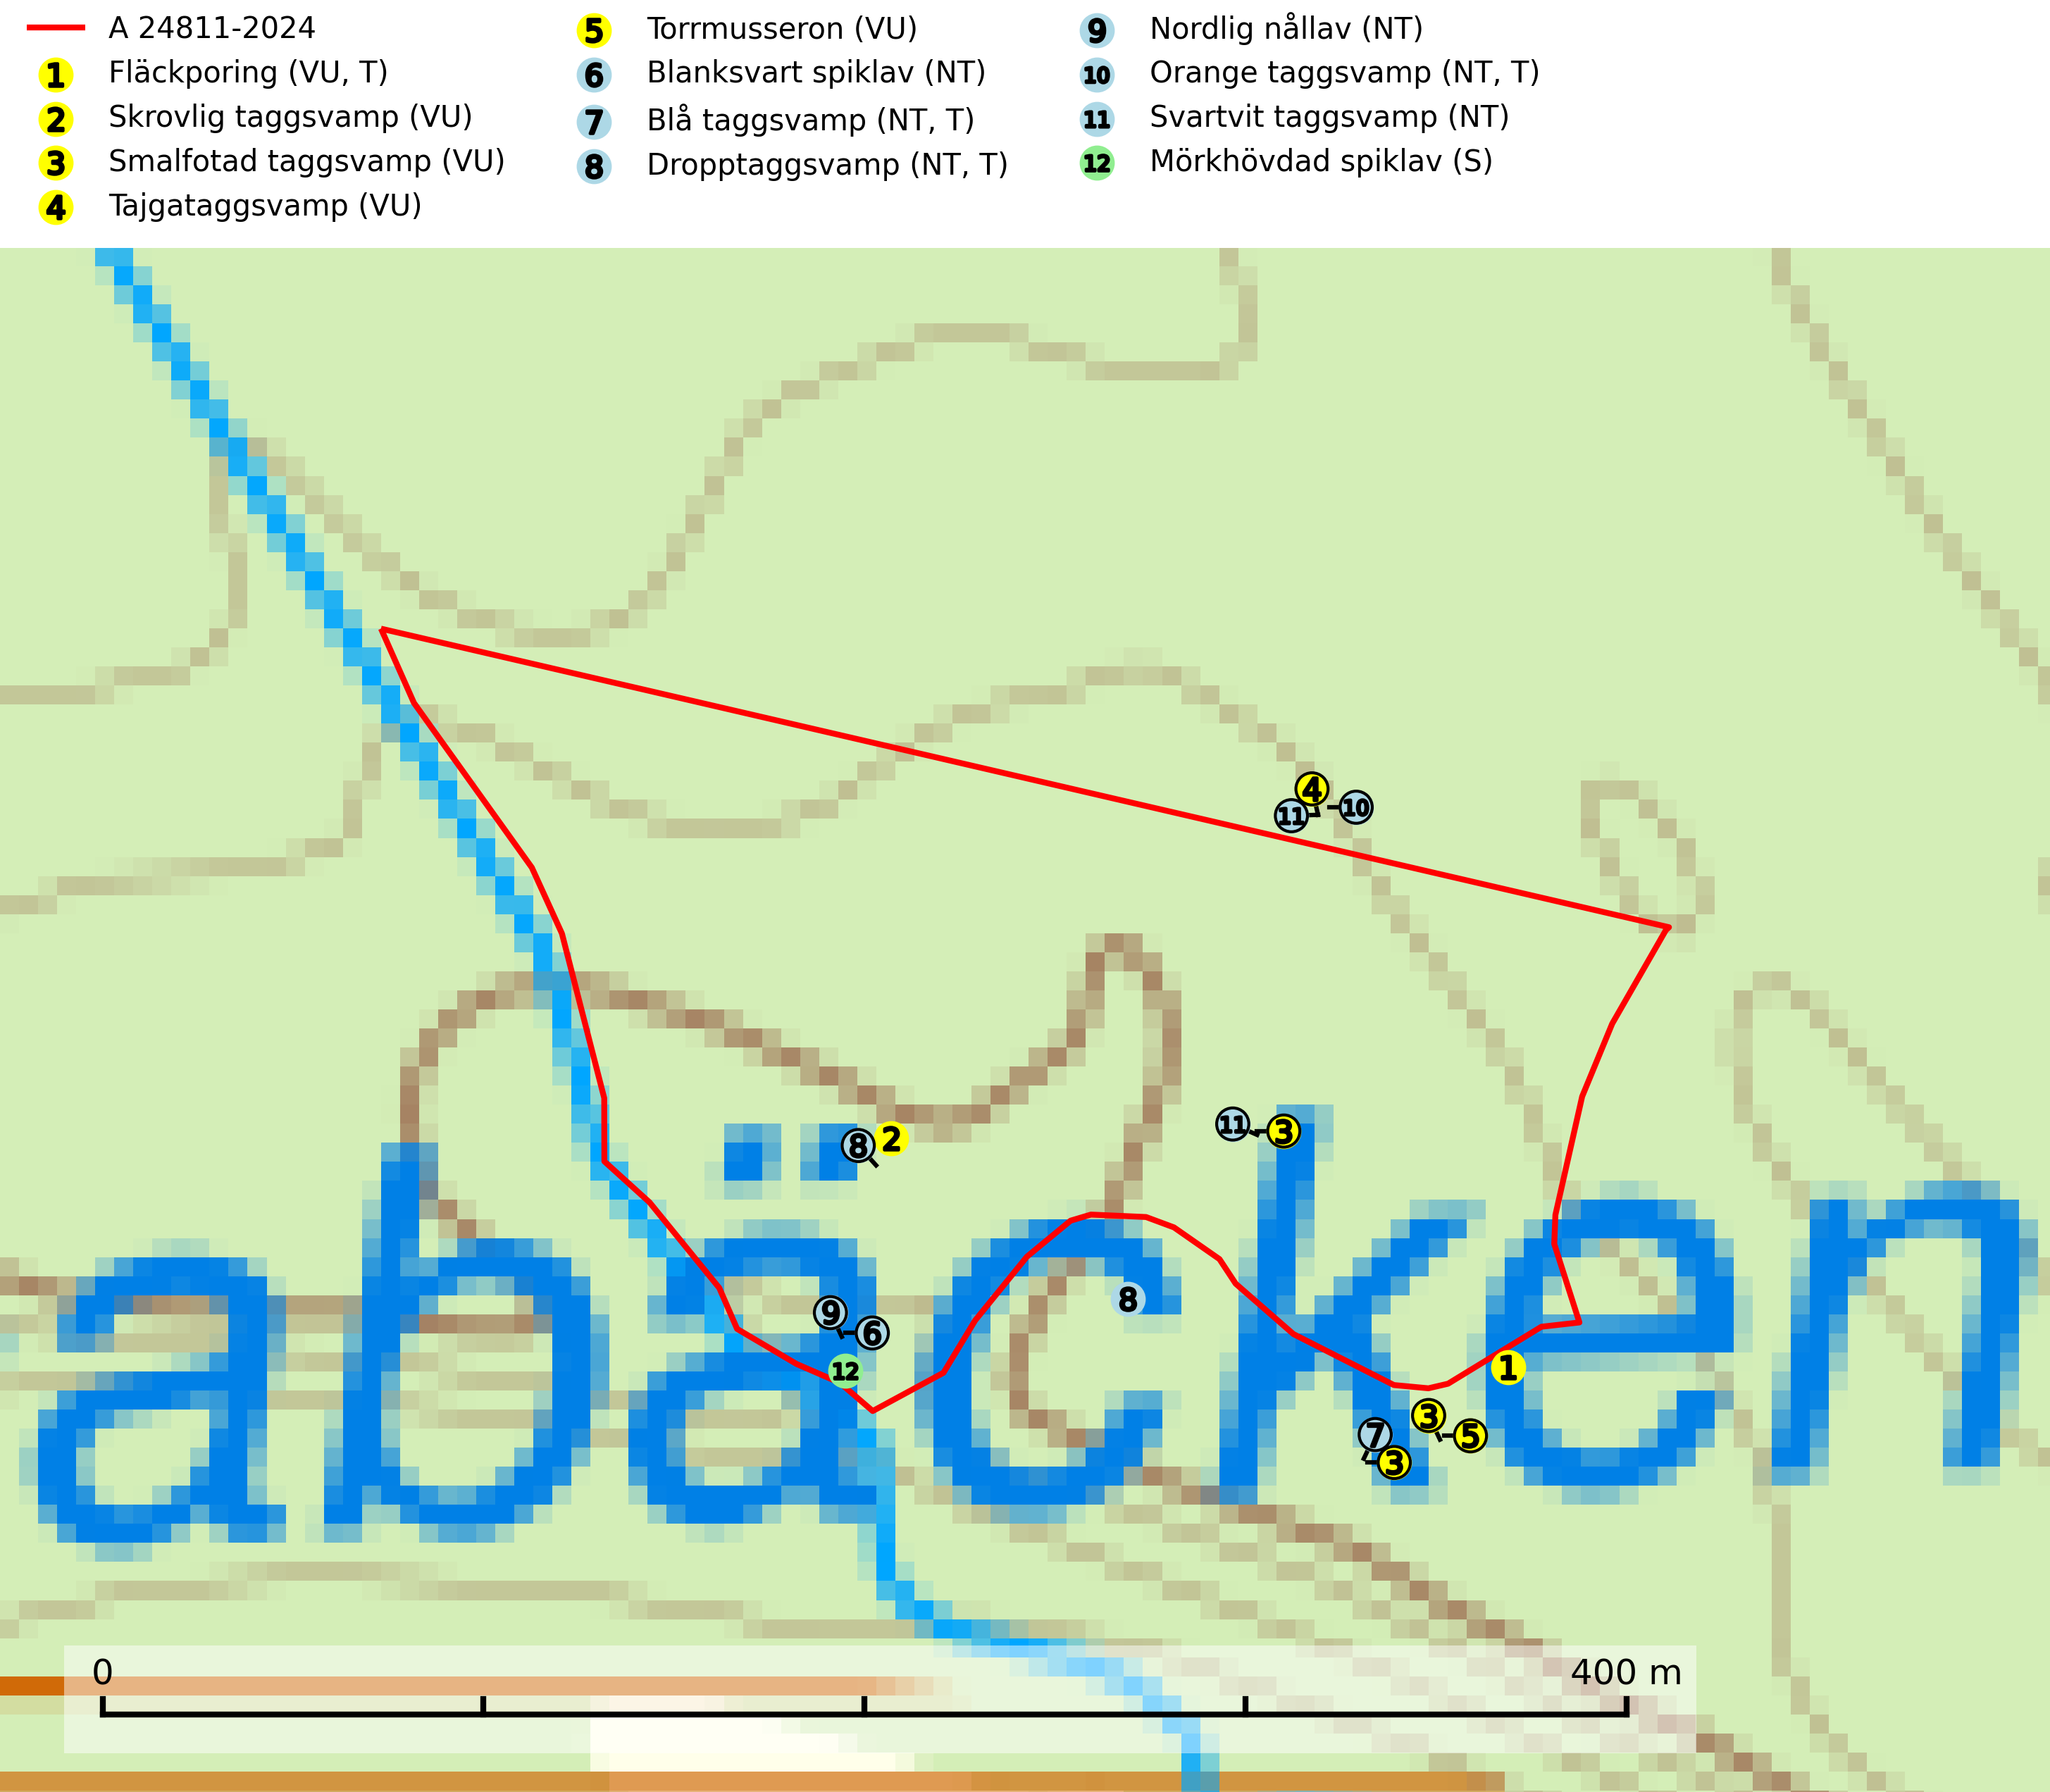 A 24811-2024
1 Fläckporing (VU, T)
2 Skrovlig taggsvamp (VU)
3 Smalfotad taggsvamp (VU)
4 Tajgataggsvamp (VU)
5 Torrmusseron (VU)
6 Blanksvart spiklav (NT)
7 Blå taggsvamp (NT, T)
8 Dropptaggsvamp (NT, T)
9 Nordlig nållav (NT)
10 Orange taggsvamp (NT, T)
11 Svartvit taggsvamp (NT)
12 Mörkhövdad spiklav (S)
4
11 10
11 3
8 2
8
9 6
12
1
3
7 5
3
abäcken
0 400 m